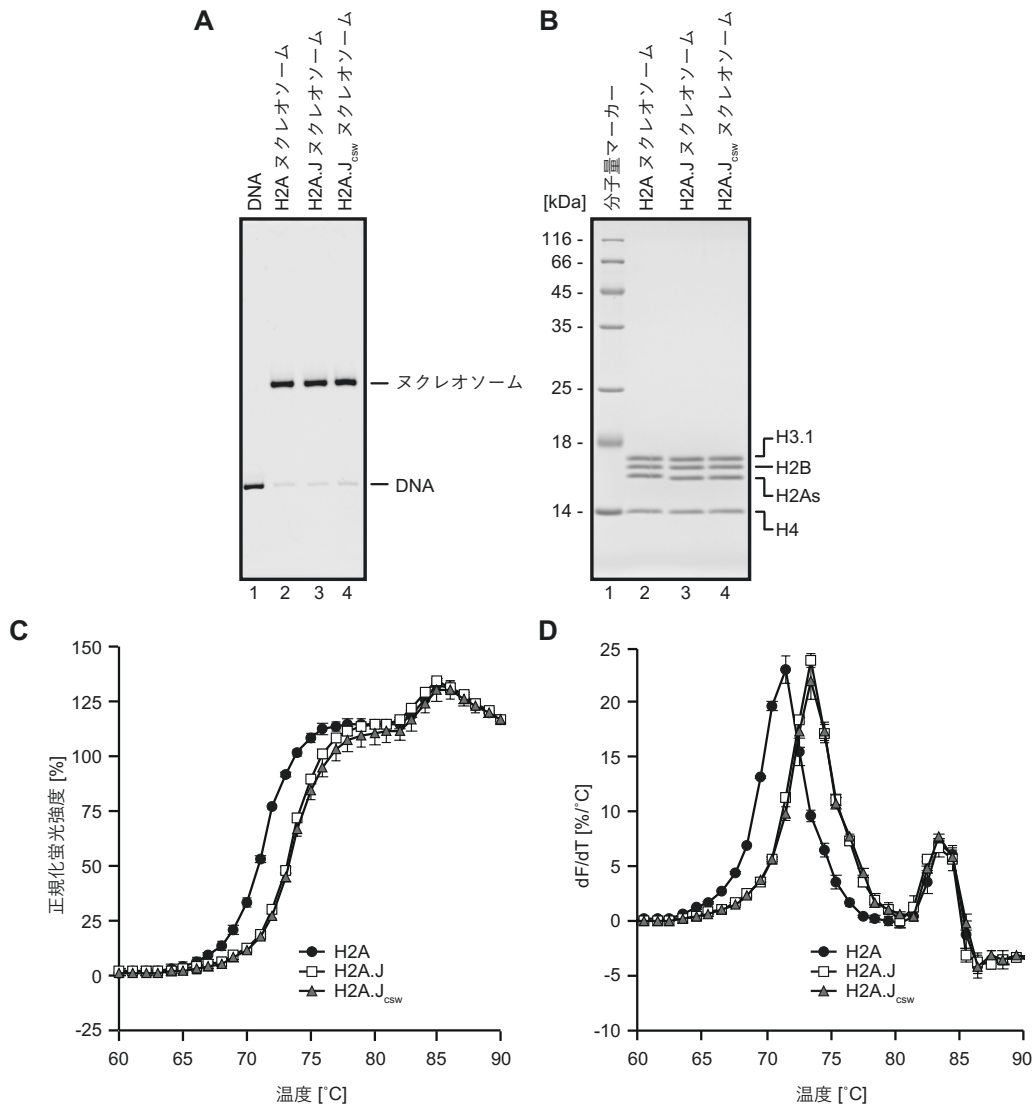 A
DNA
H2A ヌクレオソーム
H2A.J ヌクレオソーム
H2A.Jcsw ヌクレオソーム
ヌクレオソーム
DNA
1 2 3 4
B
[kDa]
分子量マーカー
H2A ヌクレオソーム
H2A.J ヌクレオソーム
H2A.Jcsw ヌクレオソーム
116 -
66 -
45 -
35 -
25 -
18 -
14 -
H3.1
H2B
H2As
H4
1 2 3 4
C
正規化蛍光強度 [%]
150
125
100
75
50
25
0
-25
H2A
H2A.J
H2A.Jcsw
60 65 70 75 80 85 90
温度 [˚C]
D
dF/dT [%/˚C]
25
20
15
10
5
0
-5
-10
H2A
H2A.J
H2A.Jcsw
60 65 70 75 80 85 90
温度 [˚C]